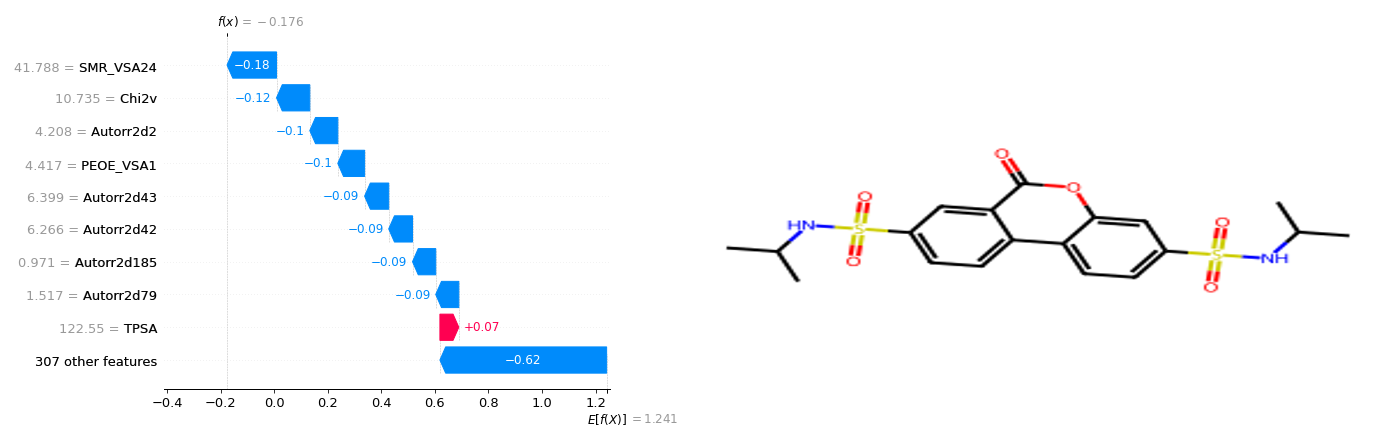 f(x) = −0.176
41.788 = SMR_VSA24
−0.18
10.735 = Chi2v
−0.12
4.208 = Autorr2d2
−0.1
4.417 = PEOE_VSA1
−0.1
6.399 = Autorr2d43
−0.09
6.266 = Autorr2d42
−0.09
0.971 = Autorr2d185
−0.09
1.517 = Autorr2d79
−0.09
122.55 = TPSA
+0.07
307 other features
−0.62
−0.4 −0.2 0.0 0.2 0.4 0.6 0.8 1.0 1.2
E[f(X)] = 1.241
O
O
O O
HN S
O
O
S NH
O